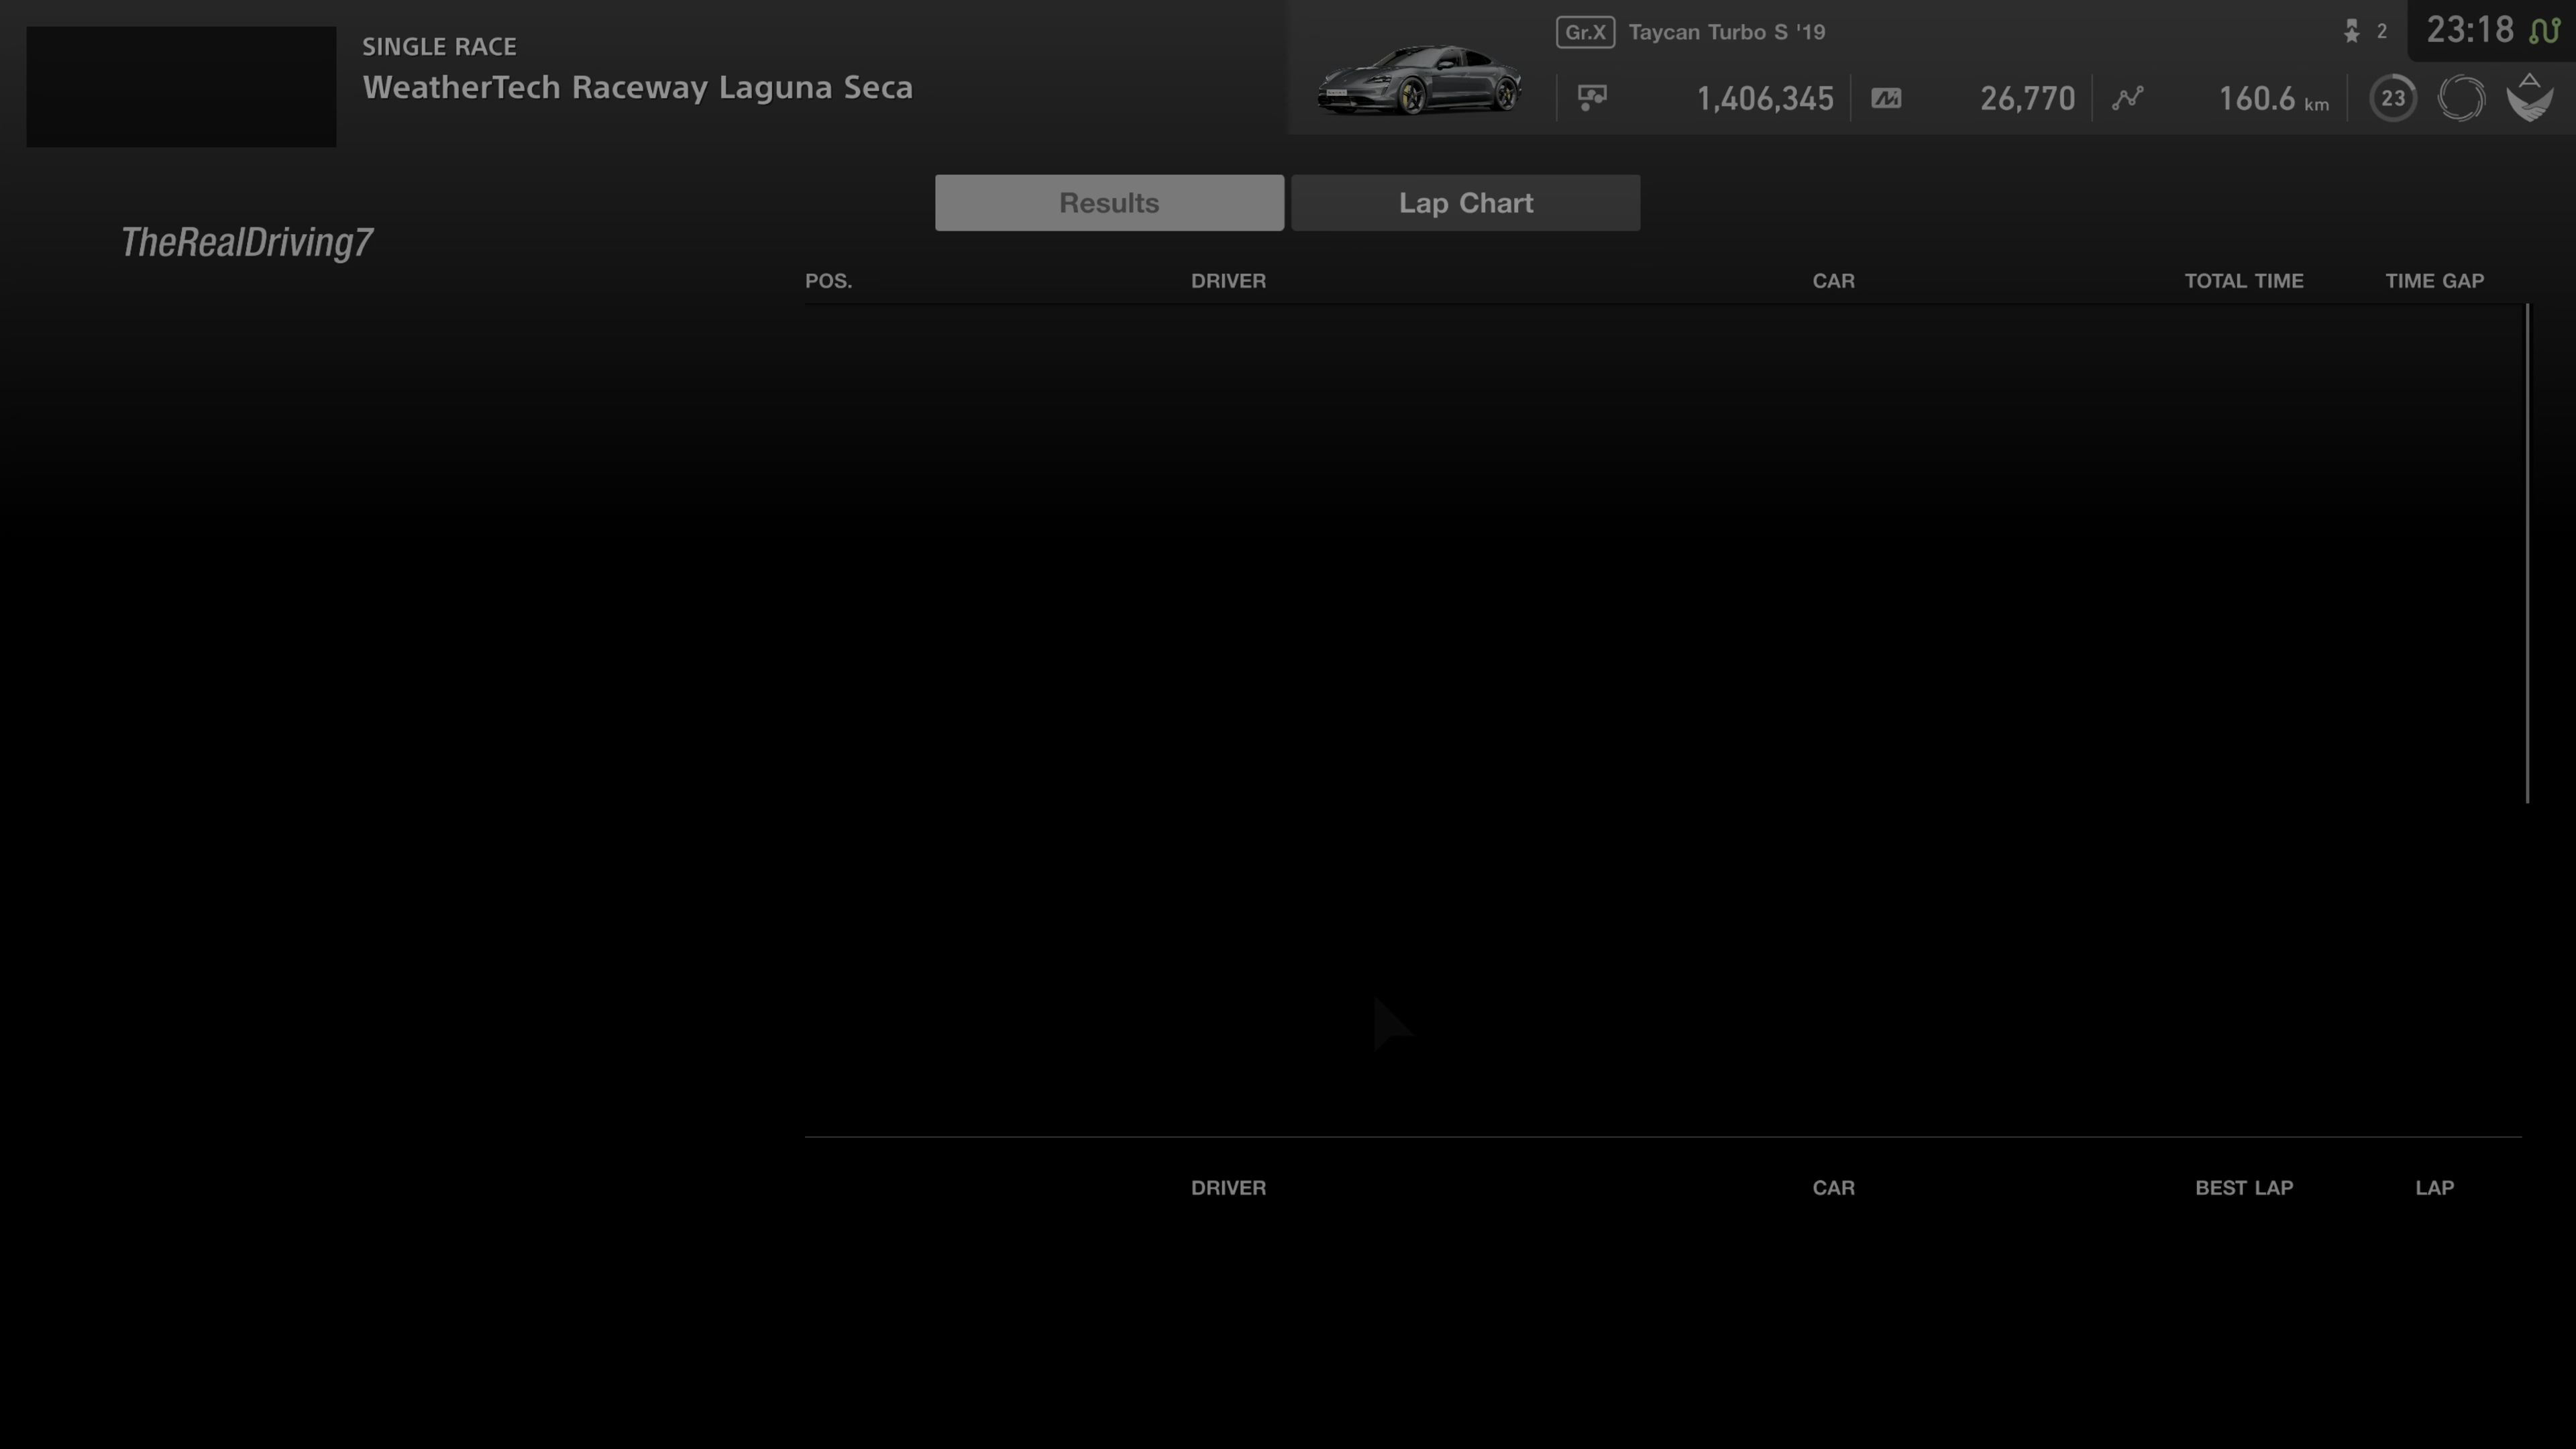 SINGLE RACE
WeatherTech Raceway Laguna Seca
Gr.X Taycan Turbo S '19
2
23:18
1,406,345
26,770
160.6 km
23
Results
Lap Chart
TheRealDriving7
POS. DRIVER CAR TOTAL TIME TIME GAP
DRIVER CAR BEST LAP LAP